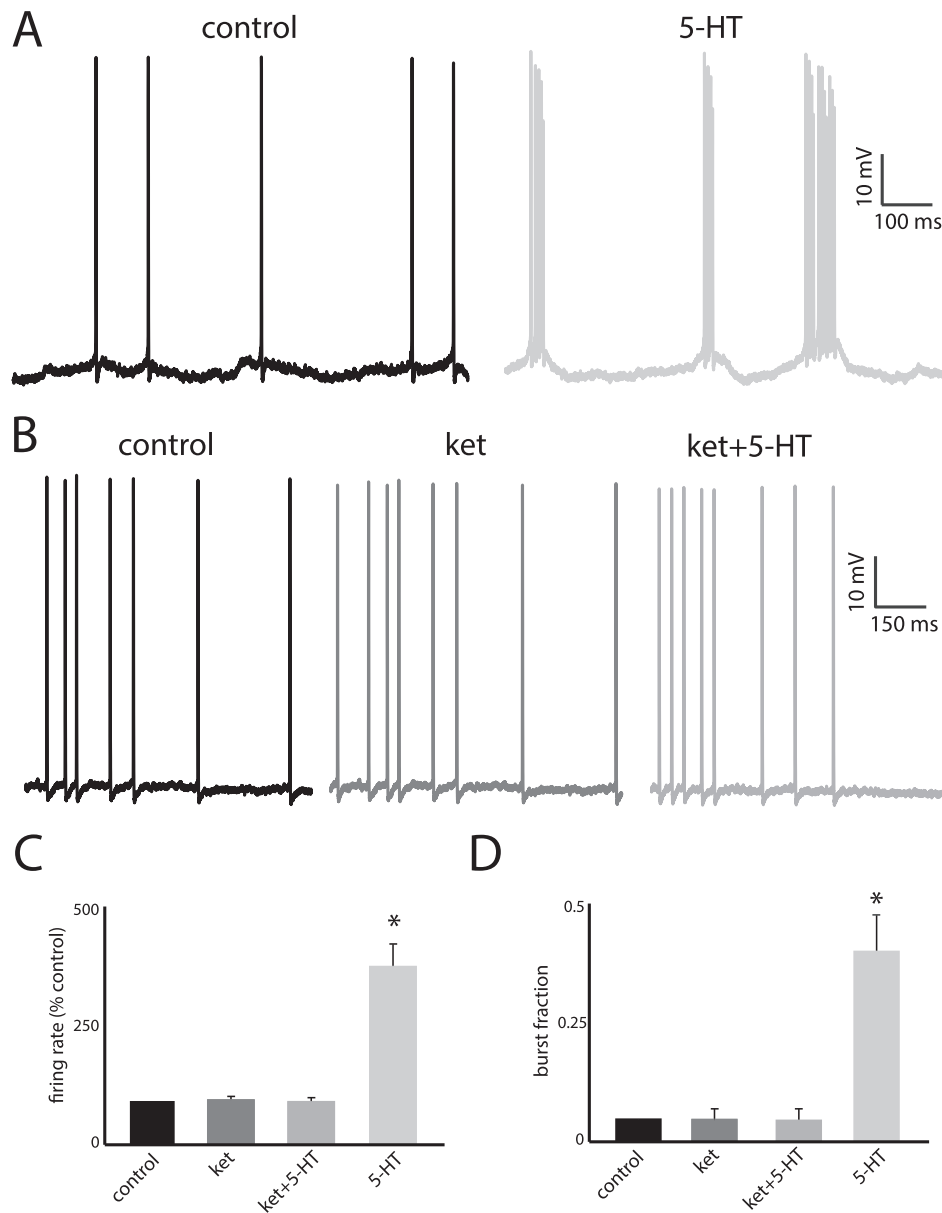 A
control
5-HT
10 mV
100 ms
B
control
ket
ket+5-HT
10 mV
150 ms
C
firing rate (% control)
500
250
0
*
control
ket
ket+5-HT
5-HT
D
burst fraction
0.5
0.25
0
*
control
ket
ket+5-HT
5-HT